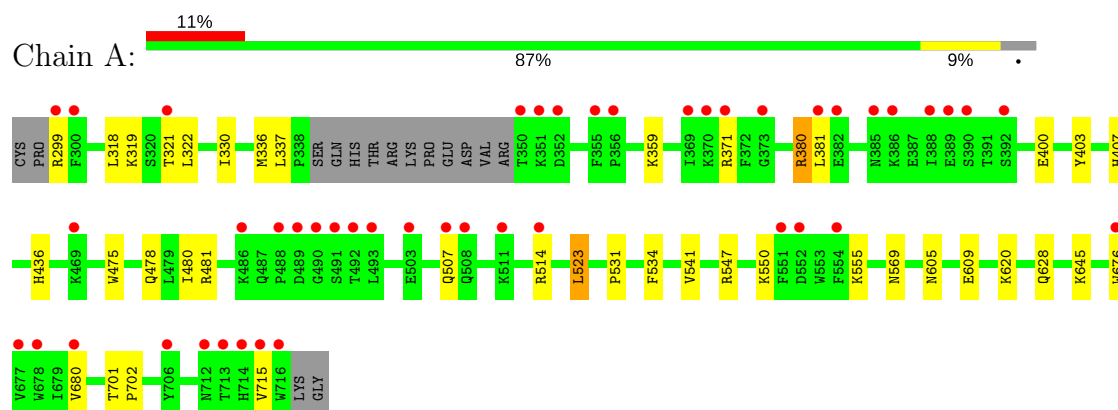 11%
Chain A:
87% 9% •
CYS PRO R299 F300 L318 K319 S320 T321 L322 I330 N336 L337 P338 SER GLN HIS THR ARG LYS PRO GLU ASP VAL ARG T350 K351 D352 F355 P356 K359 I369 K370 R371 F372 G373 R380 L381 E382 N385 K386 E387 I388 E389 S390 T391 S392 E400 Y403 H407
H436 K469 W475 Q478 L479 I480 R481 K486 Q487 P488 D489 G490 S491 T492 L493 E503 Q507 Q508 K511 R514 L523 P531 F534 V541 R547 K550 F551 D552 W553 F554 K555 N569 N605 E609 K620 Q628 K645
V677 W678 I679 V680 T701 P702 Y706 N712 T713 H714 V715 W716 LYS GLY